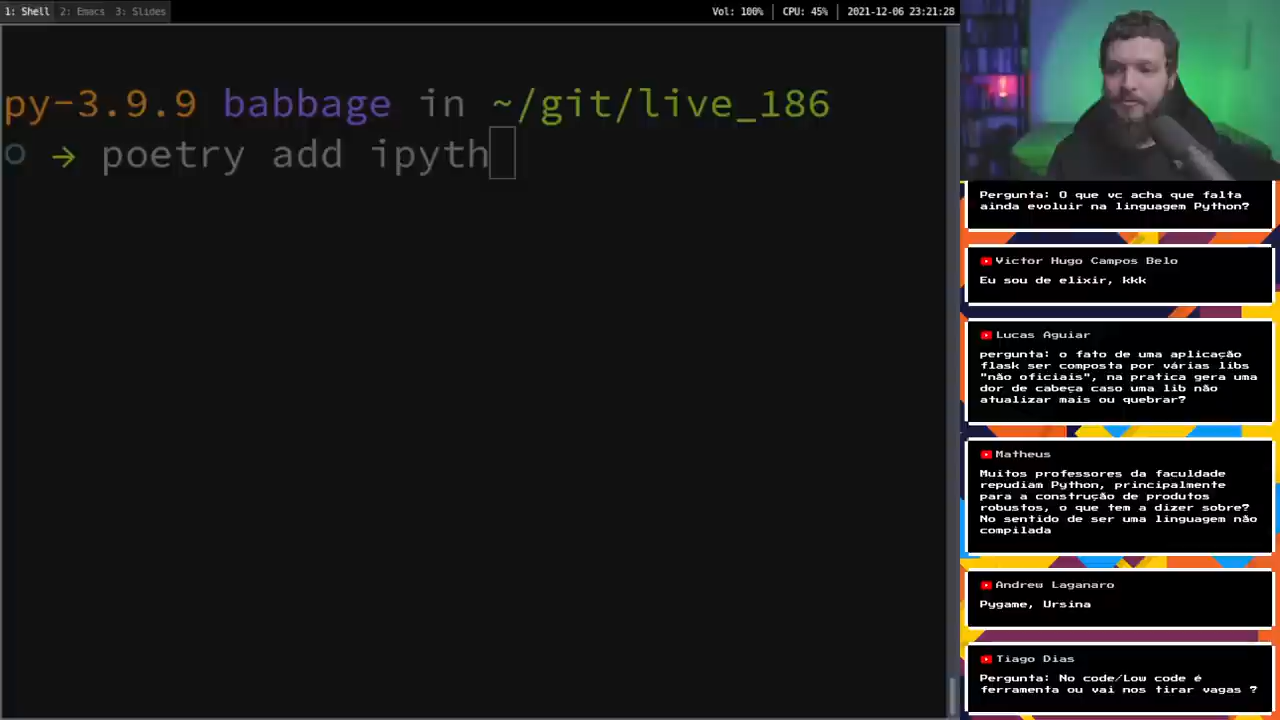 1: Shell 2: Emacs 3: Slides
Vol: 100% | CPU: 45% | 2021-12-06 23:21:28
py-3.9.9 babbage in ~/git/live_186
→ poetry add ipyth
Pergunta: O que vc acha que falta
ainda evoluir na linguagem Python?
Victor Hugo Campos Belo
Eu sou de elixir, kkk
Lucas Aguiar
pergunta: o fato de uma aplicação
flask ser composta por várias libs
"não oficiais", na pratica gera uma
dor de cabeça caso uma lib não
atualizar mais ou quebrar?
Matheus
Muitos professores da faculdade
repudiam Python, principalmente
para a construção de produtos
robustos, o que tem a dizer sobre?
No sentido de ser uma linguagem não
compilada
Andrew Laganaro
Pygame, Ursina
Tiago Dias
Pergunta: No code/Low code é
ferramenta ou vai nos tirar vagas ?